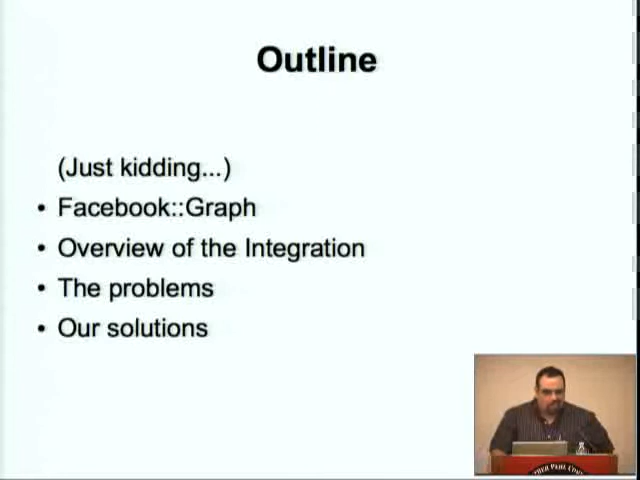 Outline
(Just kidding...)
• Facebook::Graph
• Overview of the Integration
• The problems
• Our solutions